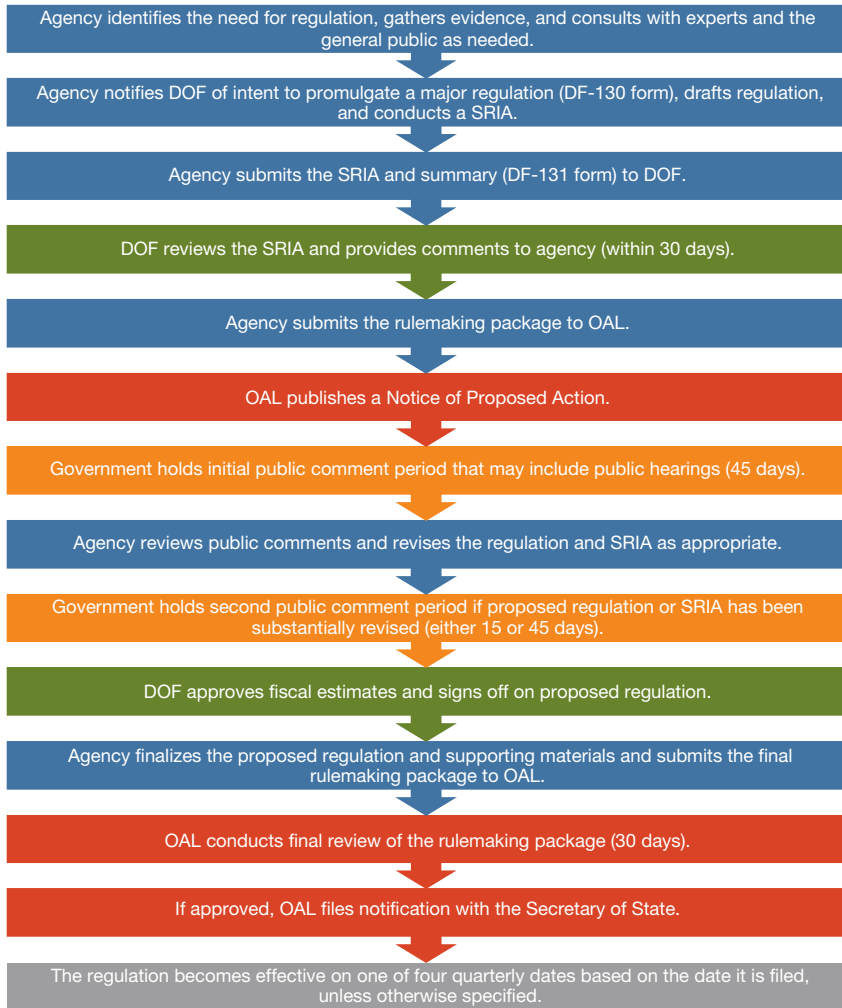 Agency identifies the need for regulation, gathers evidence, and consults with experts and the
general public as needed.
Agency notifies DOF of intent to promulgate a major regulation (DF-130 form), drafts regulation,
and conducts a SRIA.
Agency submits the SRIA and summary (DF-131 form) to DOF.
DOF reviews the SRIA and provides comments to agency (within 30 days).
Agency submits the rulemaking package to OAL.
OAL publishes a Notice of Proposed Action.
Government holds initial public comment period that may include public hearings (45 days).
Agency reviews public comments and revises the regulation and SRIA as appropriate.
Government holds second public comment period if proposed regulation or SRIA has been
substantially revised (either 15 or 45 days).
DOF approves fiscal estimates and signs off on proposed regulation.
Agency finalizes the proposed regulation and supporting materials and submits the final
rulemaking package to OAL.
OAL conducts final review of the rulemaking package (30 days).
If approved, OAL files notification with the Secretary of State.
The regulation becomes effective on one of four quarterly dates based on the date it is filed,
unless otherwise specified.